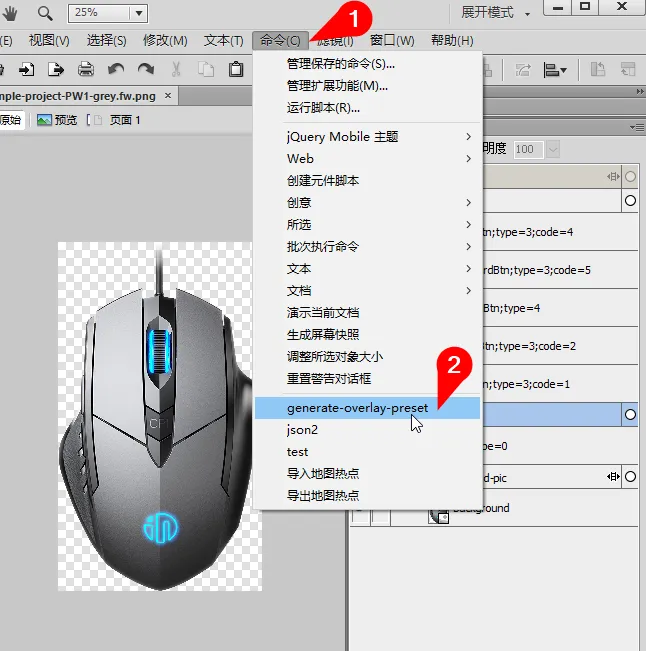 25%
展开模式
1
(E) 视图(V) 选择(S) 修改(M) 文本(T) 命令(C) 滤镜(I) 窗口(W) 帮助(H)
管理保存的命令(S)...
管理扩展功能(M)...
运行脚本(R)...
mple-project-PW1-grey.fw.png ×
原始 预览 页面 1
明度 100
jQuery Mobile 主题
Web
创建元件脚本
创意
所选
批次执行命令
文本
文档
演示当前文档
生成屏幕快照
调整所选对象大小
重置警告对话框
2
generate-overlay-preset
json2
test
导入地图热点
导出地图热点
tn;type=3;code=4
rdBtn;type=3;code=5
Btn;type=4
tn;type=3;code=2
n;type=3;code=1
pe=0
d-pic
background
CPI